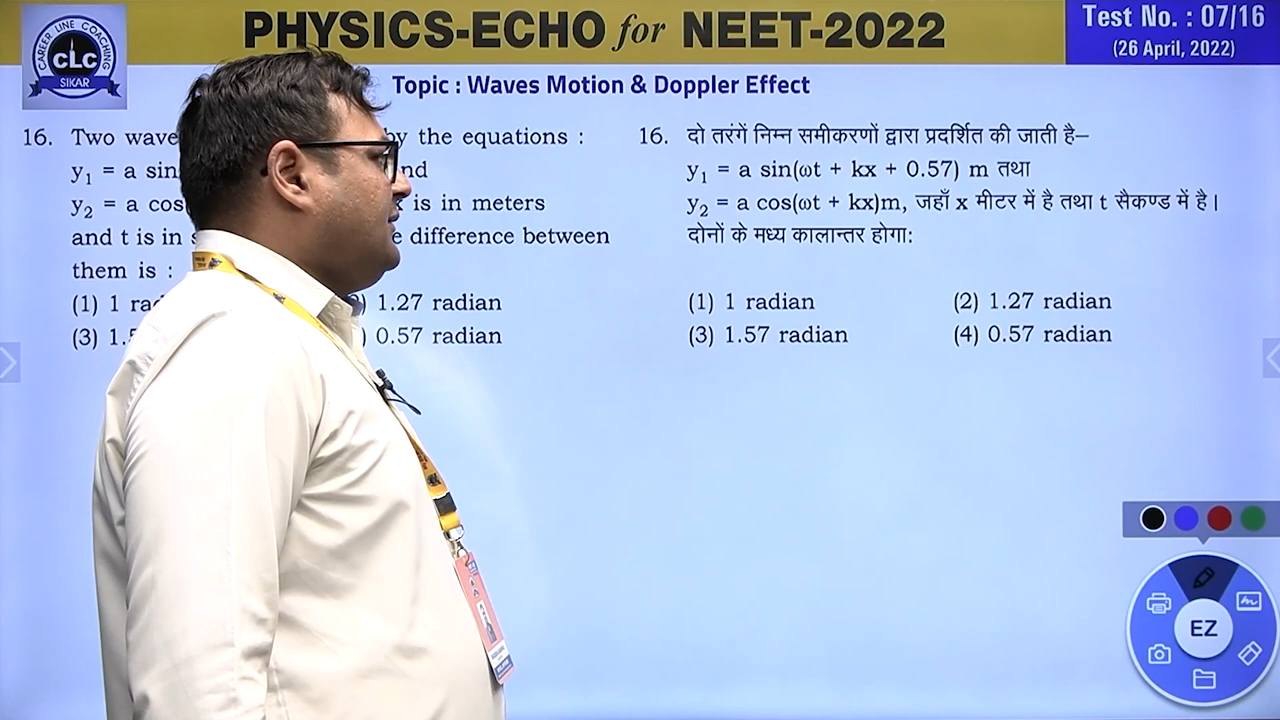 PHYSICS-ECHO for NEET-2022
Test No. : 07/16
(26 April, 2022)
CAREER LINE COACHING
CLC
SIKAR
Topic : Waves Motion & Doppler Effect
16. Two wave by the equations :
y₁ = a sin
y₂ = a cos x is in meters
and t is in difference between
them is :
(1) 1 1.27 radian
(3) 0.57 radian
16. दो तरंगें निम्न समीकरणों द्वारा प्रदर्शित की जाती है–
y₁ = a sin(ωt + kx + 0.57) m तथा
y₂ = a cos(ωt + kx)m, जहाँ x मीटर में है तथा t सैकण्ड में है।
दोनों के मध्य कालान्तर होगा:
(1) 1 radian (2) 1.27 radian
(3) 1.57 radian (4) 0.57 radian
EZ